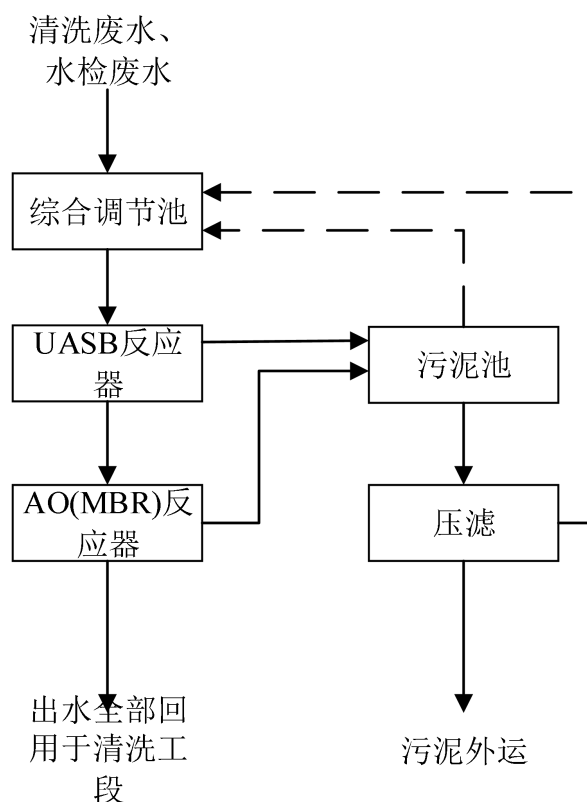 清洗废水、
水检废水
综合调节池
UASB反应
器
污泥池
AO(MBR)反
应器
压滤
出水全部回
用于清洗工
段
污泥外运